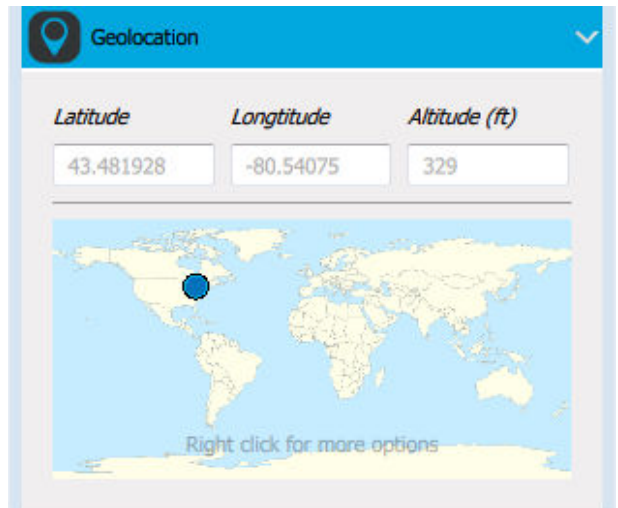 Geolocation
Latitude Longtitude Altitude (ft)
43.481928 -80.54075 329
Right click for more options